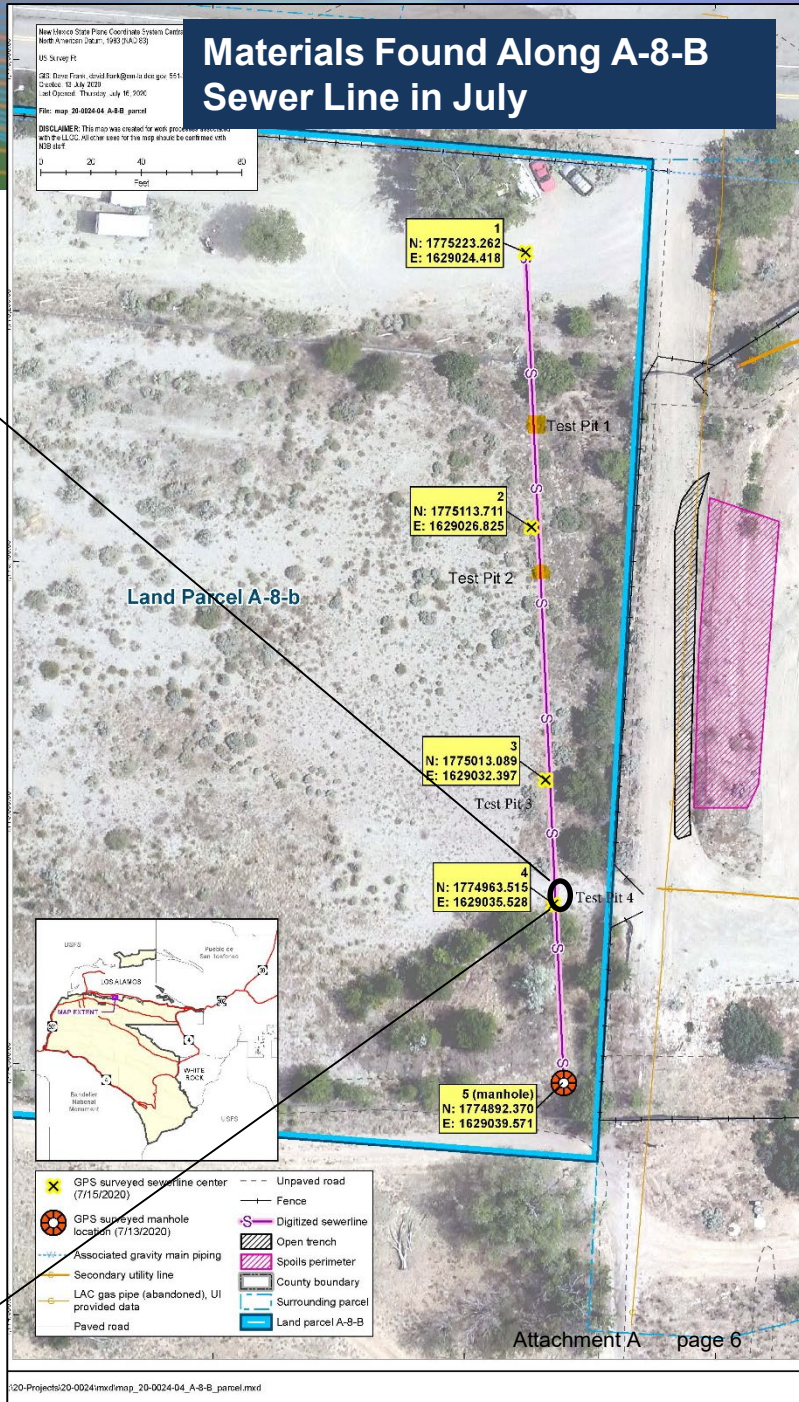 Materials Found Along A-8-B
Sewer Line in July
New Mexico State Plane Coordinate System Central
North American Datum, 1983 (NAD 83)
US Survey Ft
Created: 13 July 2020
Last Opened: Thursday, July 16, 2020
File: map_20-0024-04_A-8-B_parcel
DISCLAIMER: This map was created for work processes associated
with the LLCC. All other uses for this map should be confirmed with
N3B staff.
0 20 40 80
Feet
1
N: 1775223.262
E: 1629024.418
S
S
Test Pit 1
S
2
N: 1775113.711
E: 1629026.825
Test Pit 2
S
Land Parcel A-8-b
S
3
N: 1775013.089
E: 1629032.397
Test Pit 3
S
4
N: 1774963.515
E: 1629035.528
Test Pit 4
S
S
5 (manhole)
N: 1774892.370
E: 1629039.571
USFS
Pueblo de
San Ildefonso
LOS ALAMOS
MAP EXTENT
WHITE
ROCK
Bandelier
National
Monument
USFS
4
4
GPS surveyed sewerline center
(7/15/2020)
GPS surveyed manhole
location (7/13/2020)
Associated gravity main piping
Secondary utility line
LAC gas pipe (abandoned), UI
provided data
Paved road
Unpaved road
Fence
S Digitized sewerline
Open trench
Spoils perimeter
County boundary
Surrounding parcel
Land parcel A-8-B
Attachment A page 6
:\20-Projects\20-0024\mxd\map_20-0024-04_A-8-B_parcel.mxd